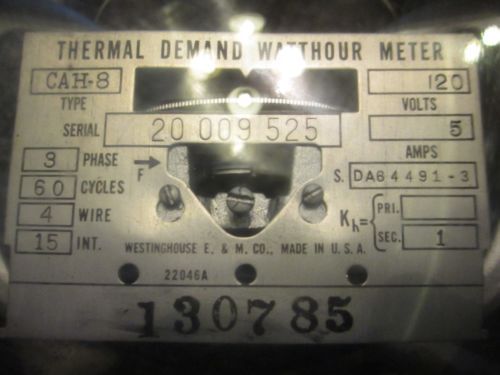 THERMAL DEMAND WATTHOUR METER
CAH-8 120
TYPE VOLTS
SERIAL 20 009 525 5
3 PHASE F AMPS
60 CYCLES S. DA64491-3
4 WIRE Kh= PRI.
15 INT. SEC. 1
WESTINGHOUSE E. & M. CO., MADE IN U.S.A.
22046A
130785